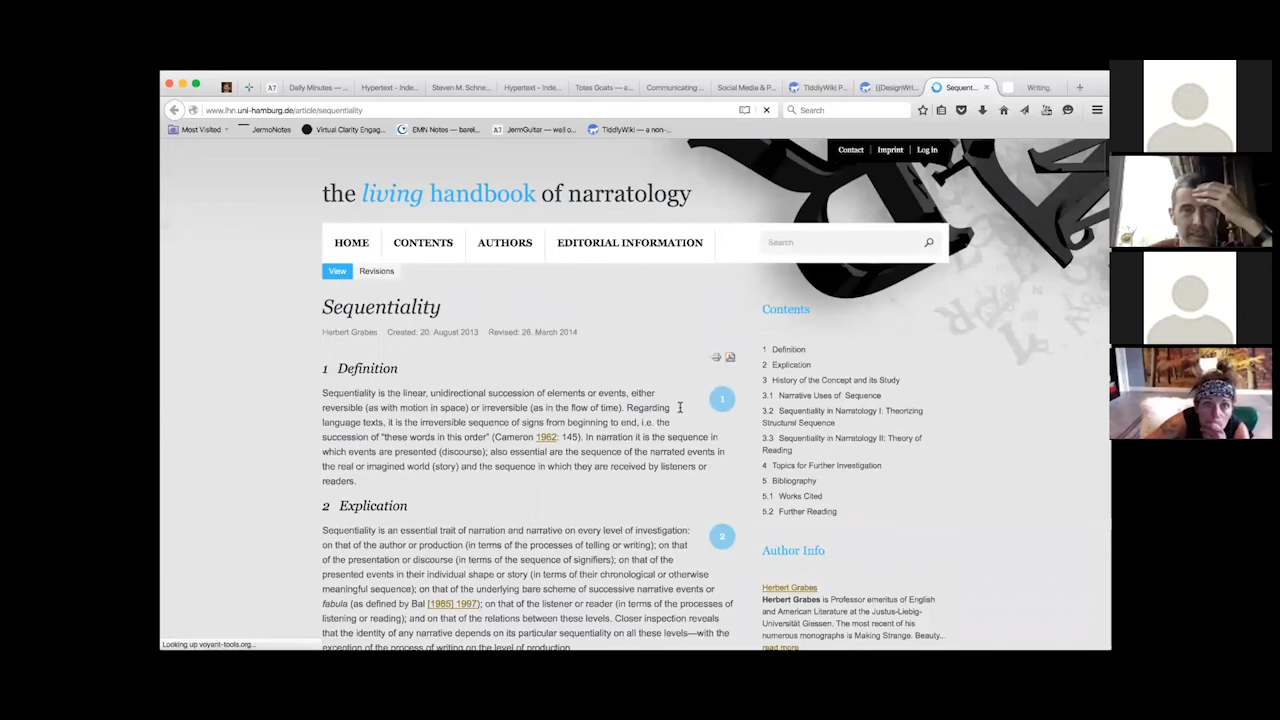 Daily Minutes —...
Hypertext - Inde...
Steven M. Schne...
Hypertext - Inde...
Totes Goats — a...
Communicating ...
Social Media & P...
TiddlyWiki P...
{{DesignWri...
Sequent...
Writing.
www.lhn.uni-hamburg.de/article/sequentiality
Search
Most Visited
JermoNotes
Virtual Clarity Engag...
EMN Notes — barel...
A7 JermGuitar — well o...
TiddlyWiki — a non-...
Contact Imprint Log in
the living handbook of narratology
HOME CONTENTS AUTHORS EDITORIAL INFORMATION
Search
View Revisions
Sequentiality
Herbert Grabes Created: 20. August 2013 Revised: 26. March 2014
1 Definition
Sequentiality is the linear, unidirectional succession of elements or events, either
reversible (as with motion in space) or irreversible (as in the flow of time). Regarding
language texts, it is the irreversible sequence of signs from beginning to end, i.e. the
succession of “these words in this order” (Cameron 1962: 145). In narration it is the sequence in
which events are presented (discourse); also essential are the sequence of the narrated events in
the real or imagined world (story) and the sequence in which they are received by listeners or
readers.
1
2 Explication
Sequentiality is an essential trait of narration and narrative on every level of investigation:
on that of the author or production (in terms of the processes of telling or writing); on that
of the presentation or discourse (in terms of the sequence of signifiers); on that of the
presented events in their individual shape or story (in terms of their chronological or otherwise
meaningful sequence); on that of the underlying bare scheme of successive narrative events or
fabula (as defined by Bal [1985] 1997); on that of the listener or reader (in terms of the processes of
listening or reading); and on that of the relations between these levels. Closer inspection reveals
that the identity of any narrative depends on its particular sequentiality on all these levels—with the
exception of the process of writing on the level of production.
2
Contents
1 Definition
2 Explication
3 History of the Concept and its Study
3.1 Narrative Uses of Sequence
3.2 Sequentiality in Narratology I: Theorizing
Structural Sequence
3.3 Sequentiality in Narratology II: Theory of
Reading
4 Topics for Further Investigation
5 Bibliography
5.1 Works Cited
5.2 Further Reading
Author Info
Herbert Grabes
Herbert Grabes is Professor emeritus of English
and American Literature at the Justus-Liebig-
Universität Giessen. The most recent of his
numerous monographs is Making Strange. Beauty...
read more
Looking up voyant-tools.org...